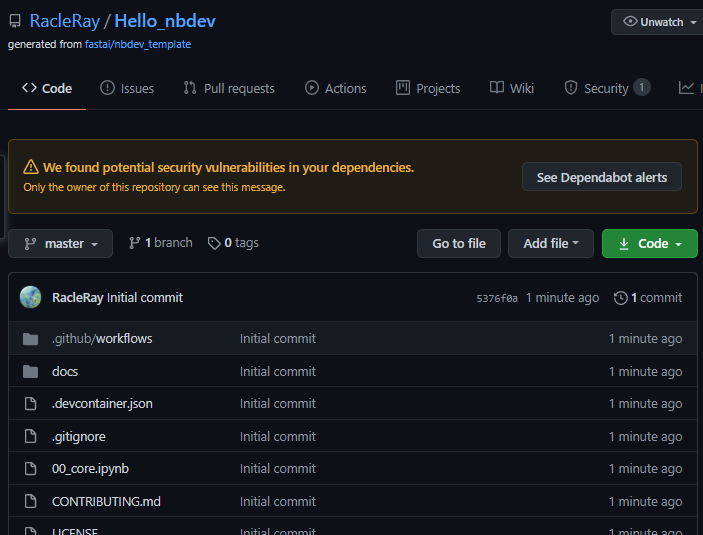 RacleRay / Hello_nbdev
Unwatch
generated from fastai/nbdev_template
Code Issues Pull requests Actions Projects Wiki Security 1
We found potential security vulnerabilities in your dependencies.
Only the owner of this repository can see this message.
See Dependabot alerts
master 1 branch 0 tags Go to file Add file Code
RacleRay Initial commit 5376f0a 1 minute ago 1 commit
.github/workflows Initial commit 1 minute ago
docs Initial commit 1 minute ago
.devcontainer.json Initial commit 1 minute ago
.gitignore Initial commit 1 minute ago
00_core.ipynb Initial commit 1 minute ago
CONTRIBUTING.md Initial commit 1 minute ago
LICENSE Initial commit 1 minute ago